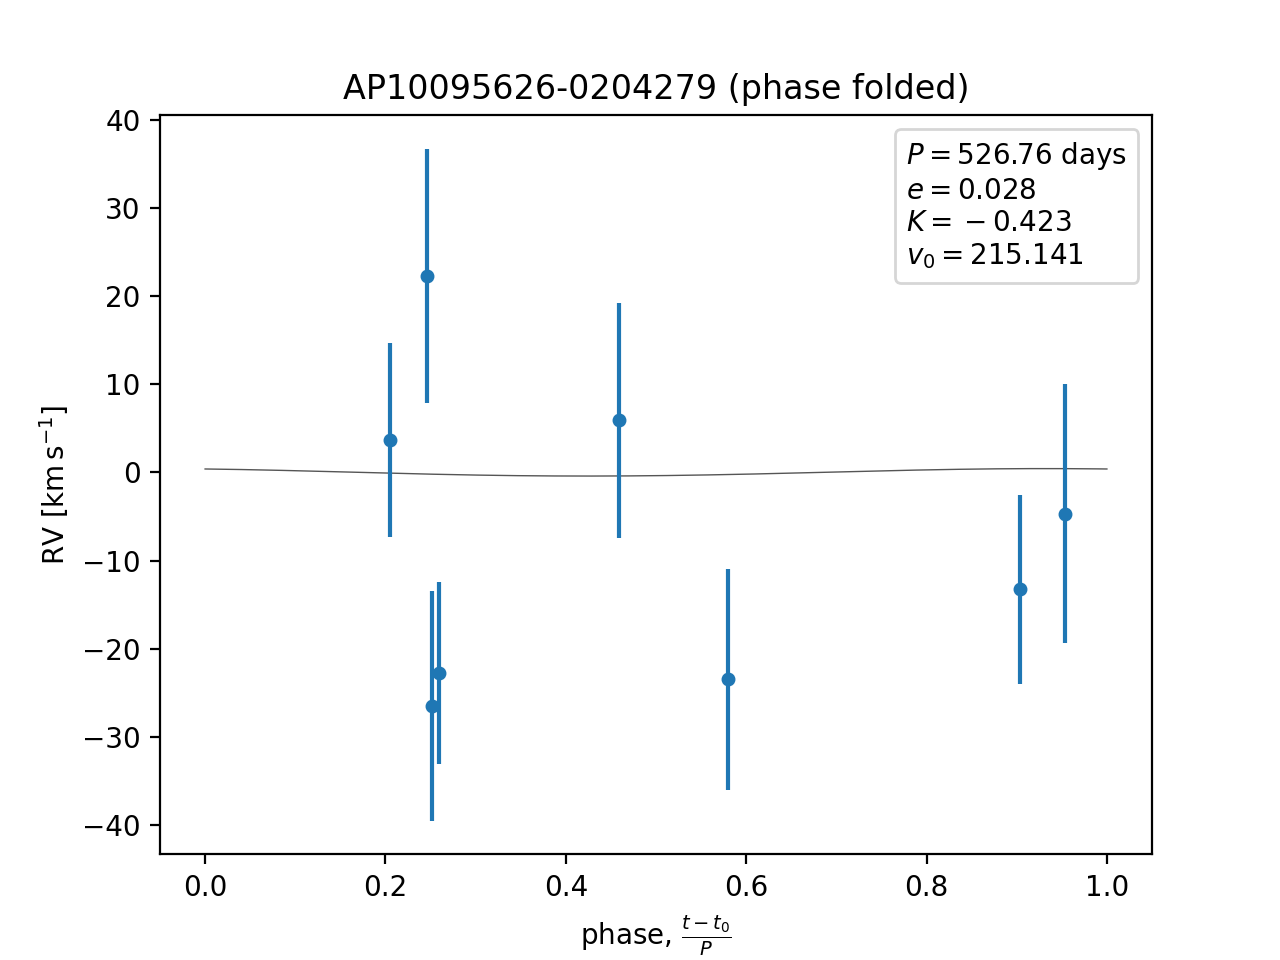 AP10095626-0204279 (phase folded)
P = 526.76 days
e = 0.028
K = −0.423
v₀ = 215.141
40
30
20
10
0
−10
−20
−30
−40
RV [km s⁻¹]
0.0 0.2 0.4 0.6 0.8 1.0
phase, (t − t₀)/P